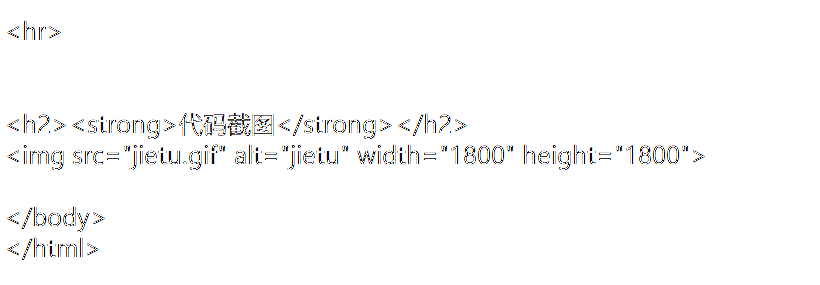 <hr>
<h2><strong>代码截图</strong></h2>
<img src="jietu.gif" alt="jietu" width="1800" height="1800">
</body>
</html>